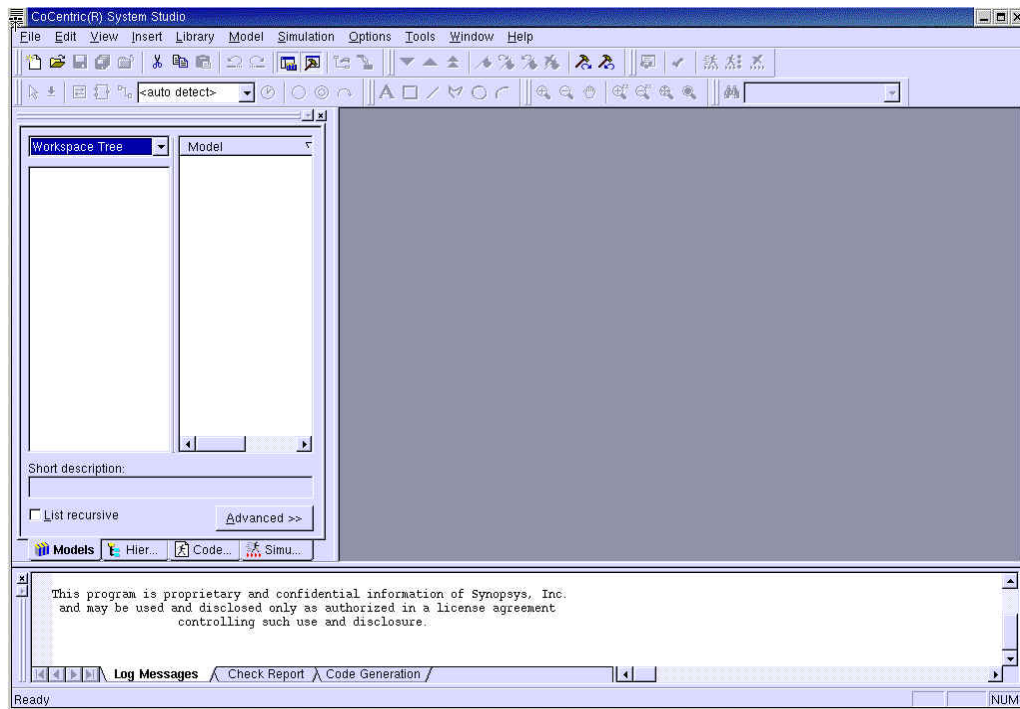 CoCentric(R) System Studio
File Edit View Insert Library Model Simulation Options Tools Window Help
<auto detect>
Workspace Tree Model
Short description:
List recursive
Advanced >>
Models Hier... Code... Simu...
This program is proprietary and confidential information of Synopsys, Inc.
and may be used and disclosed only as authorized in a license agreement
controlling such use and disclosure.
Log Messages Check Report Code Generation
Ready NUM